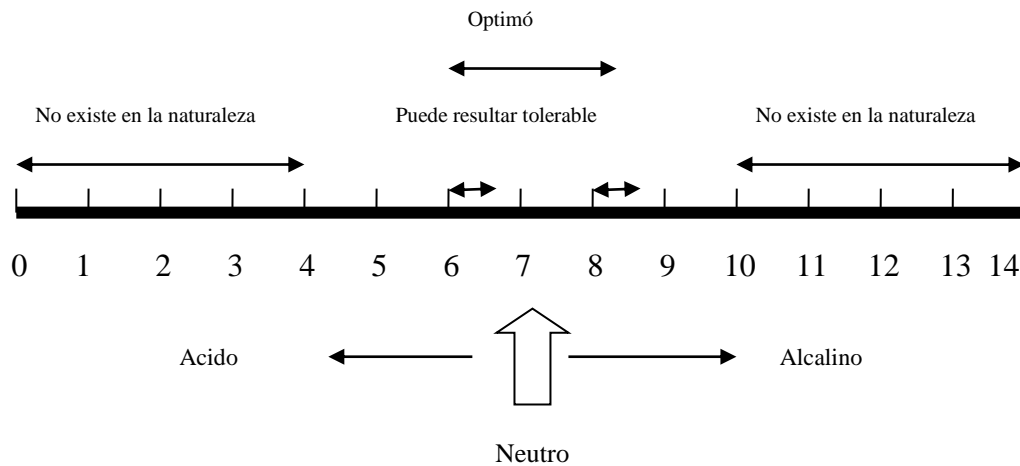 Optimó
No existe en la naturaleza Puede resultar tolerable No existe en la naturaleza
0 1 2 3 4 5 6 7 8 9 10 11 12 13 14
Acido Alcalino
Neutro